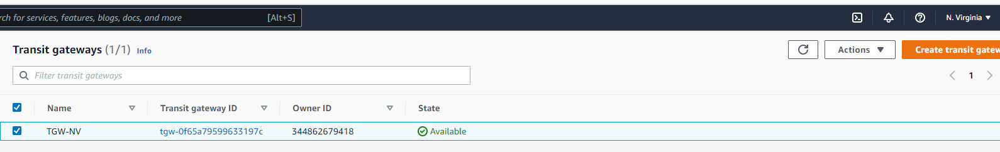 rch for services, features, blogs, docs, and more [Alt+S] N. Virginia
Transit gateways (1/1) Info Actions Create transit gatew
Filter transit gateways 1
Name Transit gateway ID Owner ID State
TGW-NV tgw-0f65a79599633197c 344862679418 Available